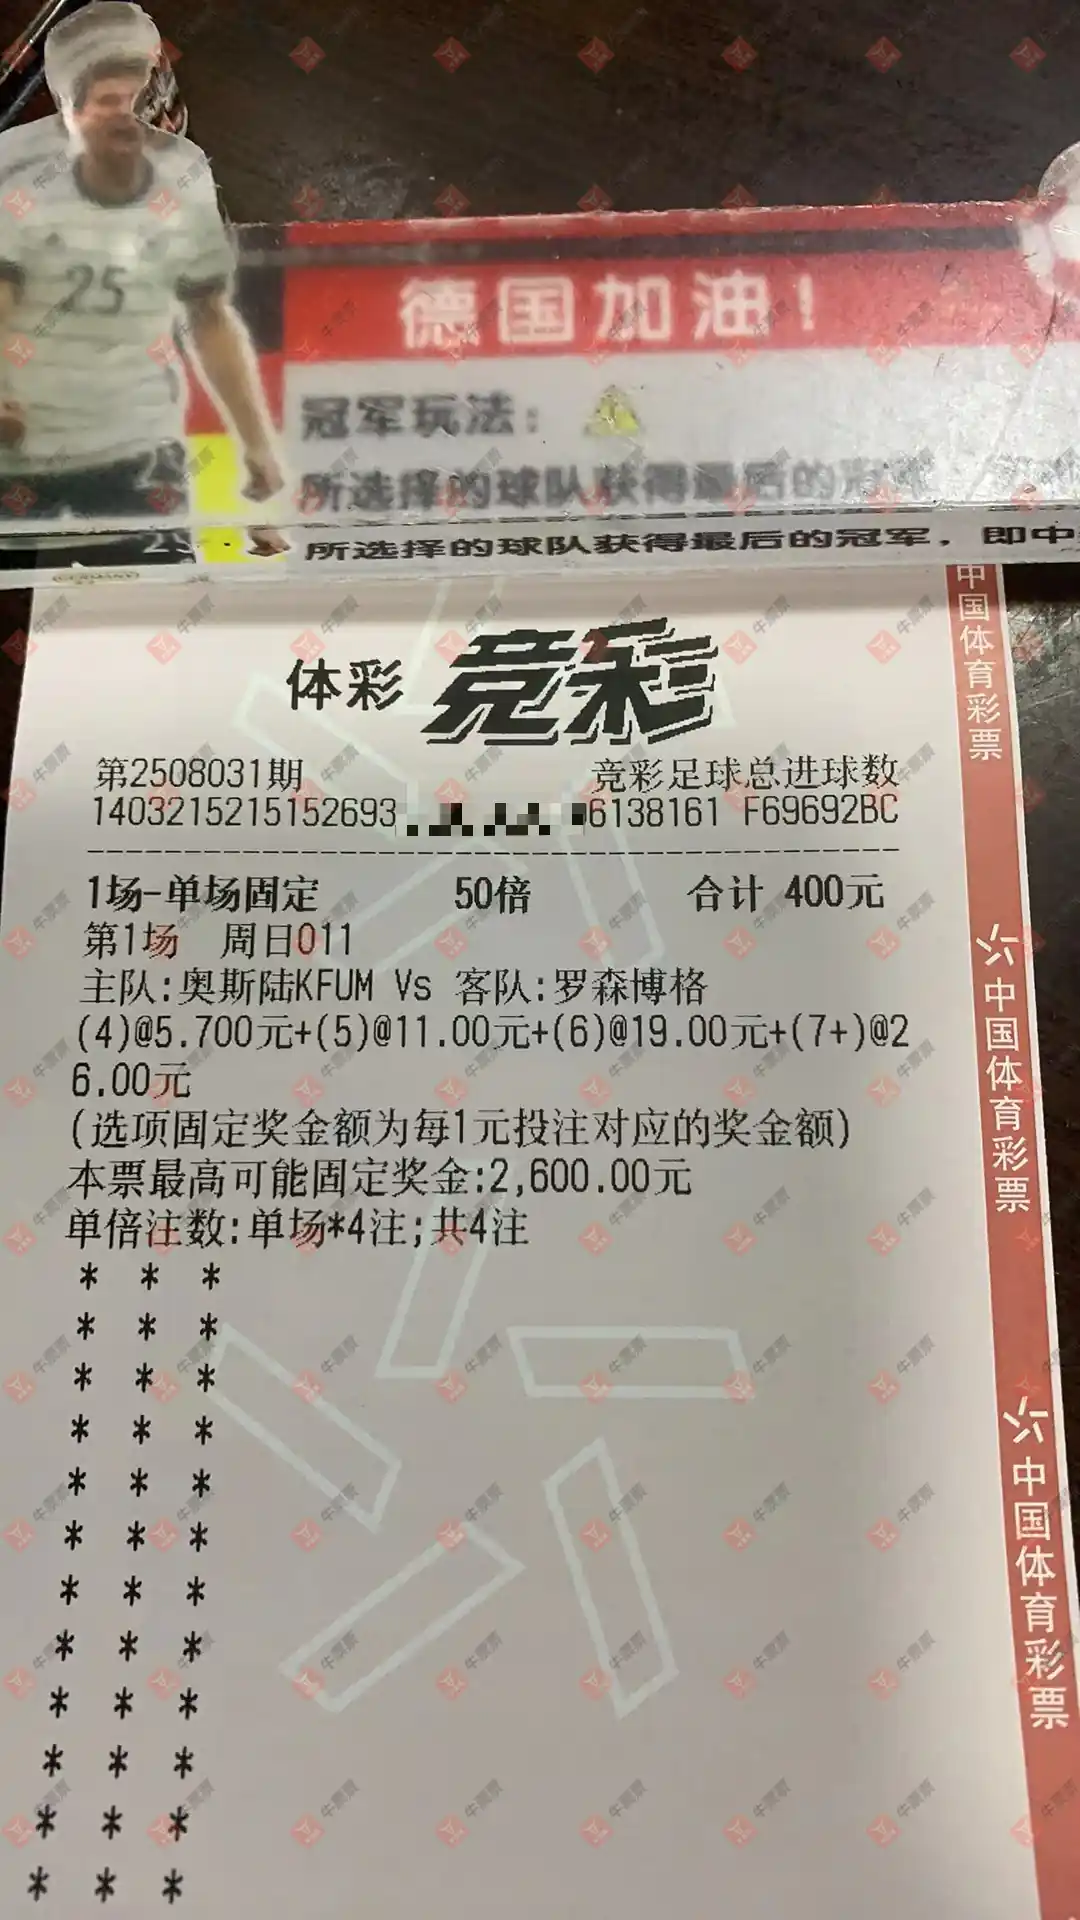 25
德国加油!
冠军玩法:
所选择的球队获得最后的冠军
所选择的球队获得最后的冠军，即中
GERMANY
体彩 竞彩
第2508031期 竞彩足球总进球数
1403215215152693 6138161 F69692BC
1场-单场固定 50倍 合计 400元
第1场 周日011
主队:奥斯陆KFUM Vs 客队:罗森博格
(4)@5.700元+(5)@11.00元+(6)@19.00元+(7+)@2
6.00元
(选项固定奖金额为每1元投注对应的奖金额)
本票最高可能固定奖金:2,600.00元
单倍注数:单场*4注;共4注
* * *
* * *
* * *
* * *
* * *
* * *
* * *
* * *
* * *
* * *
* * *
* * *
中国体育彩票
中国体育彩票
中国体育彩票
牛票票